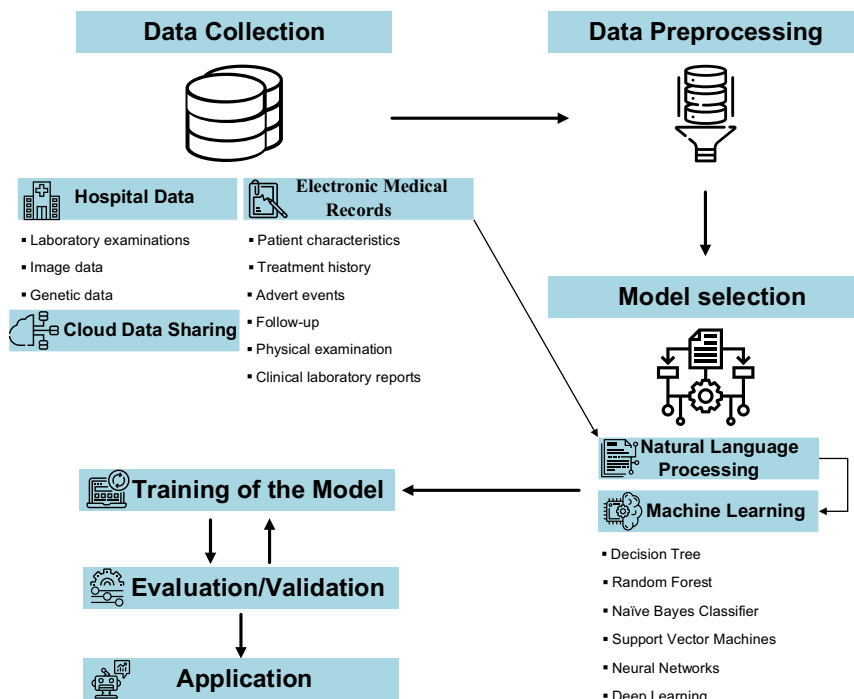 Data Collection
Data Preprocessing
Hospital Data
▪ Laboratory examinations
▪ Image data
▪ Genetic data
Cloud Data Sharing
Electronic Medical
Records
▪ Patient characteristics
▪ Treatment history
▪ Advert events
▪ Follow-up
▪ Physical examination
▪ Clinical laboratory reports
Model selection
Natural Language
Processing
Machine Learning
▪ Decision Tree
▪ Random Forest
▪ Naïve Bayes Classifier
▪ Support Vector Machines
▪ Neural Networks
▪ Deep Learning
Training of the Model
Evaluation/Validation
Application